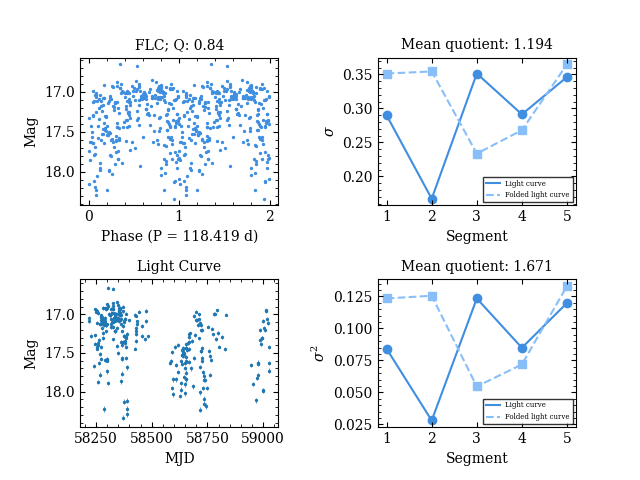 FLC; Q: 0.84
Mag
17.0
17.5
18.0
0
1
2
Phase (P = 118.419 d)
Mean quotient: 1.194
σ
0.35
0.30
0.25
0.20
1
2
3
4
5
Segment
Light curve
Folded light curve
Light Curve
Mag
17.0
17.5
18.0
58250
58500
58750
59000
MJD
Mean quotient: 1.671
σ²
0.125
0.100
0.075
0.050
0.025
1
2
3
4
5
Segment
Light curve
Folded light curve